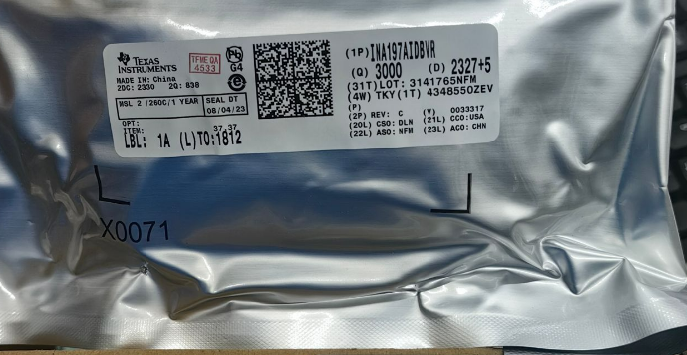 TEXAS
INSTRUMENTS
TFME QA
4533
Pb
G4
MADE IN: China
2DC: 2330 2Q: 838
MSL 2 /260C/1 YEAR
SEAL DT
08/04/23
OPT:
ITEM: 37 37
LBL: 1A (L)TO:1812
(1P)INA197AIDBVR
(Q) 3000 (D) 2327+5
(31T)LOT: 3141765NFM
(4W) TKY(1T) 4348550ZEV
(P)
(2P) REV: C (V) 0033317
(20L) CSO: DLN (21L) CCO:USA
(22L) ASO: NFM (23L) ACO: CHN
X0071